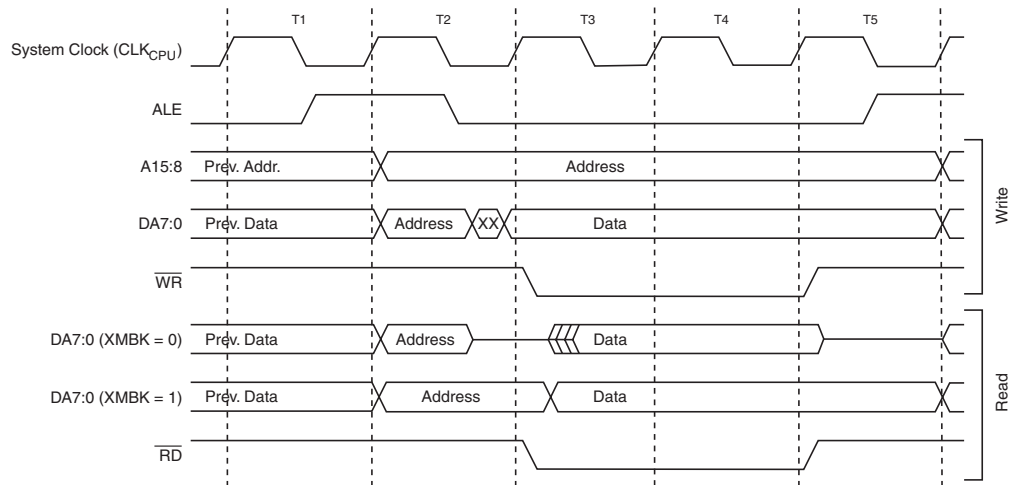 T1 T2 T3 T4 T5
System Clock (CLKCPU)
ALE
A15:8 Prev. Addr. Address
DA7:0 Prev. Data Address XX Data
WR
Write
DA7:0 (XMBK = 0) Prev. Data Address Data
DA7:0 (XMBK = 1) Prev. Data Address Data
RD
Read